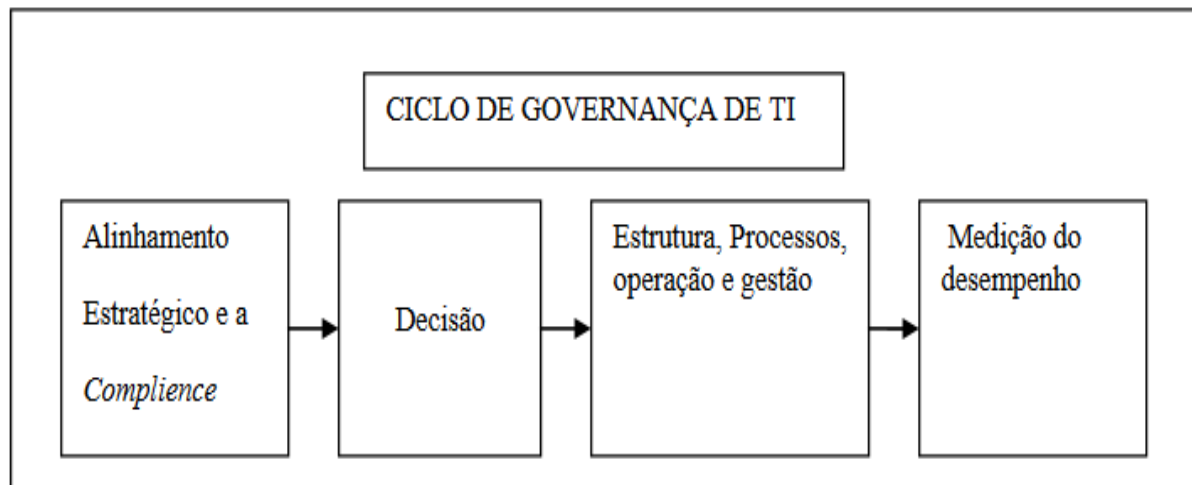 CICLO DE GOVERNANÇA DE TI
Alinhamento
Estratégico e a
Complience
Decisão
Estrutura, Processos,
operação e gestão
Medição do
desempenho